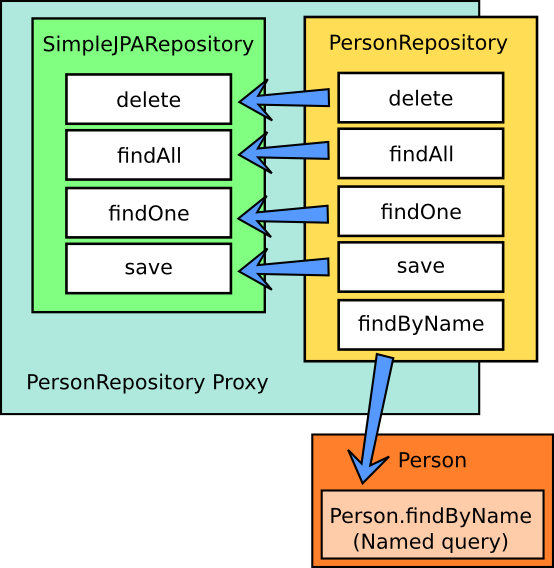 SimpleJPARepository
delete
findAll
findOne
save
PersonRepository
delete
findAll
findOne
save
findByName
PersonRepository Proxy
Person
Person.findByName
(Named query)